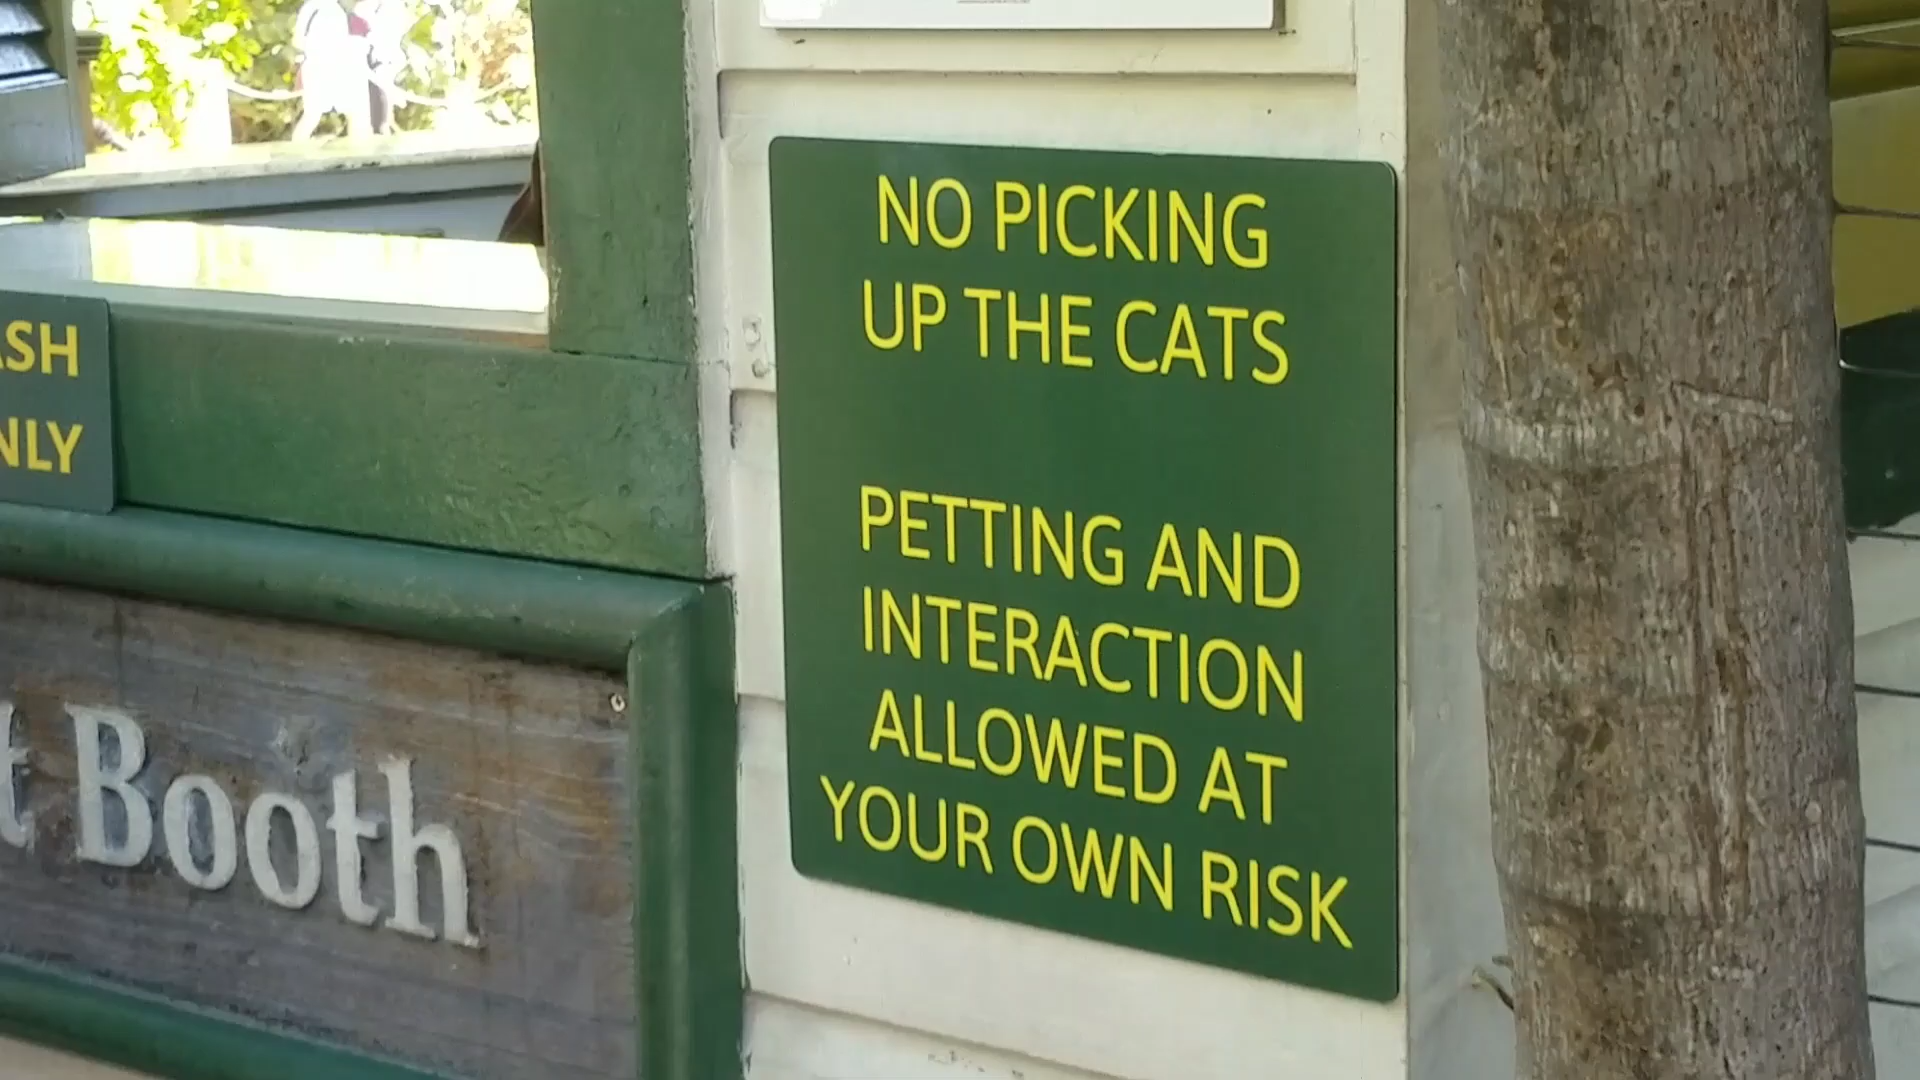 NO PICKING
UP THE CATS
PETTING AND
INTERACTION
ALLOWED AT
YOUR OWN RISK
ASH
NLY
t Booth